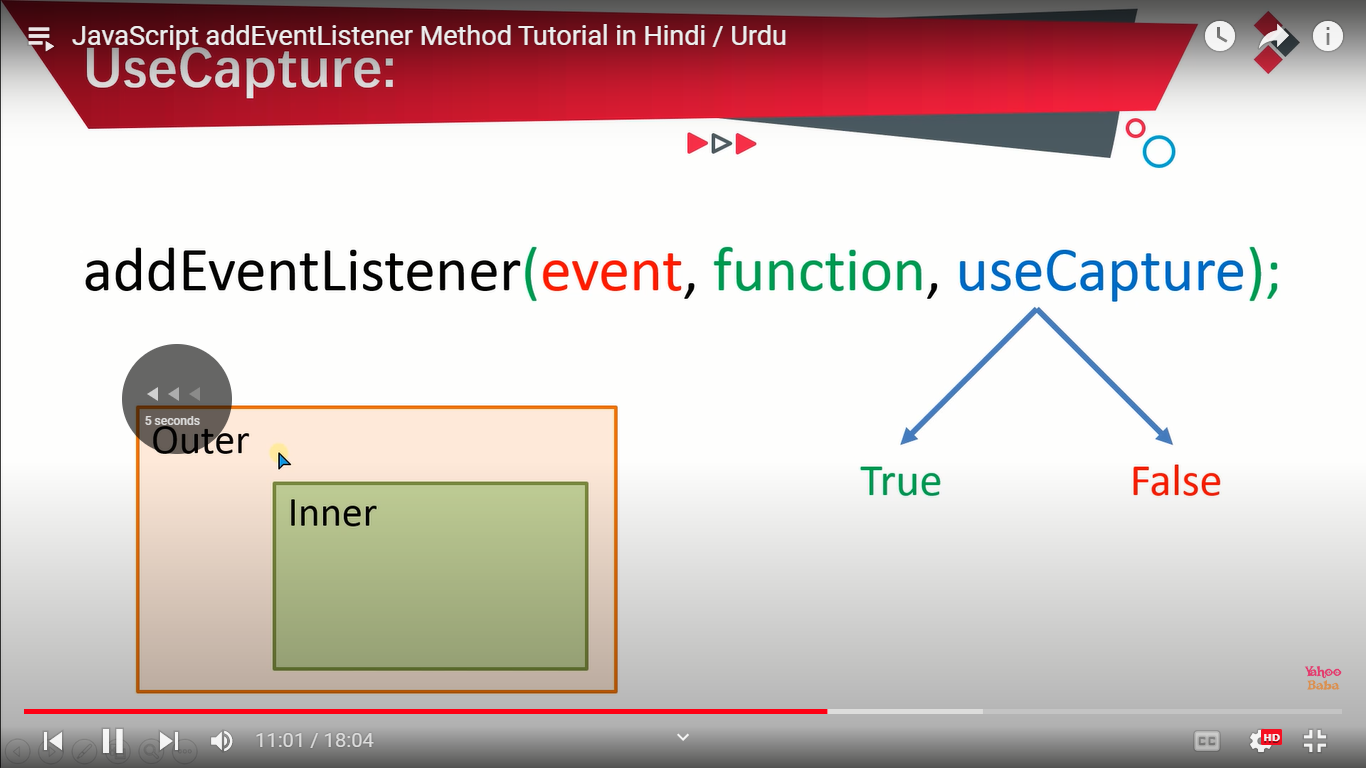 JavaScript addEventListener Method Tutorial in Hindi / Urdu
UseCapture:
addEventListener(event, function, useCapture);
5 seconds
Outer
Inner
True
False
Yahoo
Baba
11:01 / 18:04
CC
HD